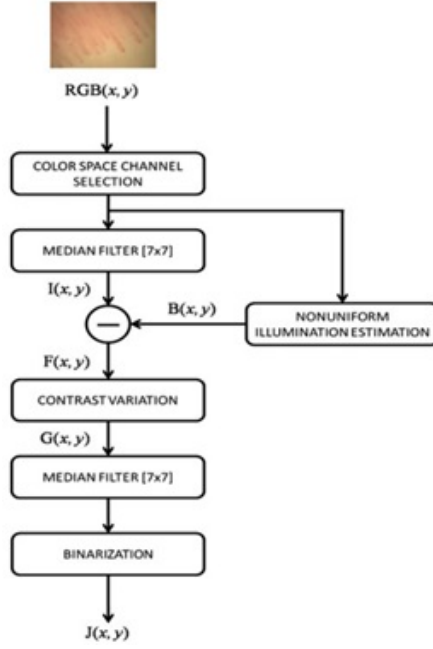 RGB(x, y)
COLOR SPACE CHANNEL
SELECTION
MEDIAN FILTER [7x7]
I(x, y)
B(x, y)
NONUNIFORM
ILLUMINATION ESTIMATION
F(x, y)
CONTRAST VARIATION
G(x, y)
MEDIAN FILTER [7x7]
BINARIZATION
J(x, y)